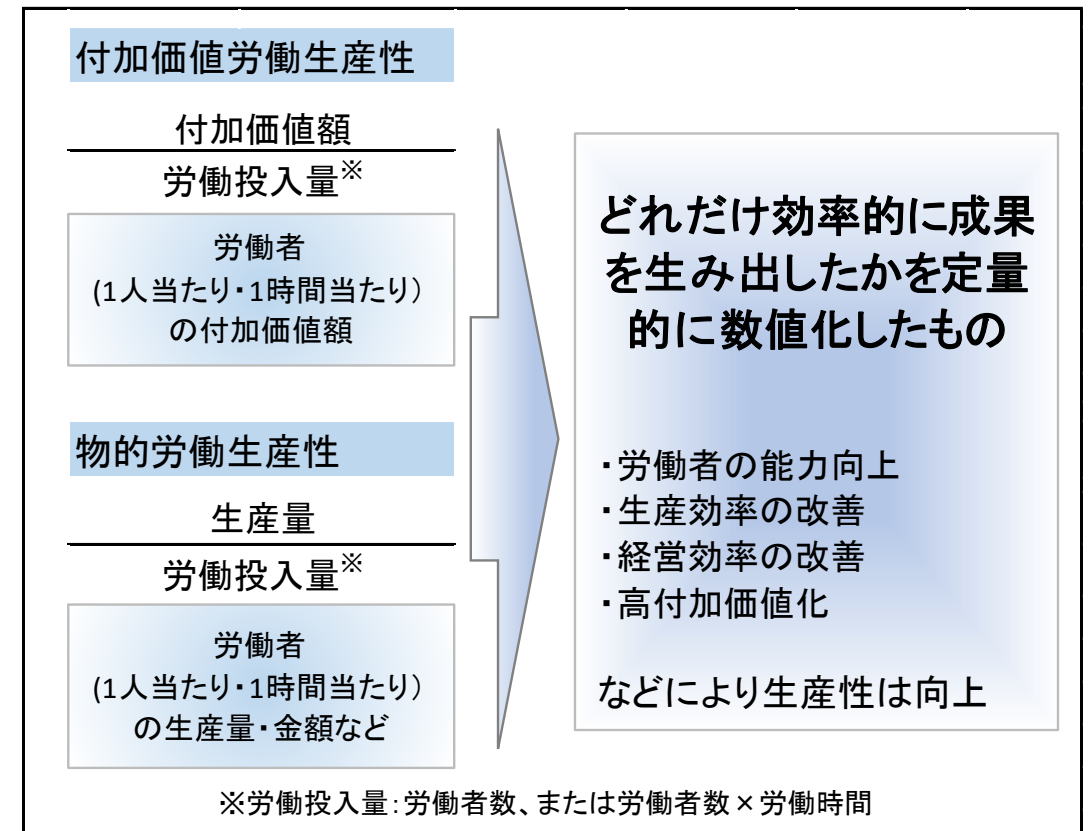 付加価値労働生産性
付加価値額
労働投入量※
労働者
(1人当たり・1時間当たり)
の付加価値額
物的労働生産性
生産量
労働投入量※
労働者
(1人当たり・1時間当たり)
の生産量・金額など
どれだけ効率的に成果
を生み出したかを定量
的に数値化したもの
・労働者の能力向上
・生産効率の改善
・経営効率の改善
・高付加価値化
などにより生産性は向上
※労働投入量:労働者数、または労働者数×労働時間